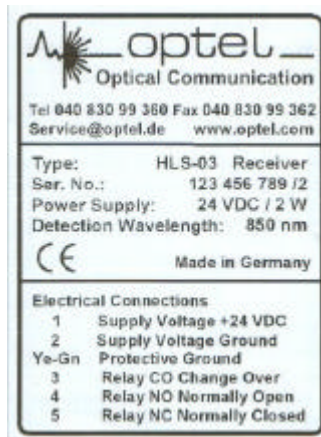 optel
Optical Communication
Tel 040 830 99 360 Fax 040 830 99 362
Service@optel.de www.optel.com
Type: HLS-03 Receiver
Ser. No.: 123 456 789 /2
Power Supply: 24 VDC / 2 W
Detection Wavelength: 850 nm
CE Made in Germany
Electrical Connections
1 Supply Voltage +24 VDC
2 Supply Voltage Ground
Ye-Gn Protective Ground
3 Relay CO Change Over
4 Relay NO Normally Open
5 Relay NC Normally Closed